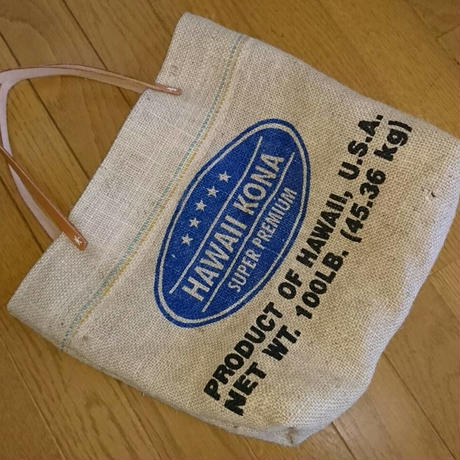 ★★★★★
HAWAII KONA
SUPER PREMIUM
PRODUCT OF HAWAII, U.S.A.
NET WT. 100LB. (45.36 kg)